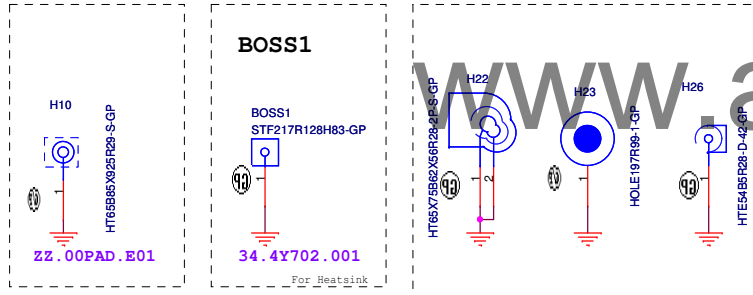 BOSS1
H10
HT65B85X925R29-S-GP
1
ZZ.00PAD.E01
BOSS1
STF217R128H83-GP
1
34.4Y702.001
For Heatsink
H22
HT65X75B62X56R28-2P-S-GP
1
2
H23
HOLE197R99-1-GP
1
H26
HTE54B5R28-D-42-GP
1
www.a